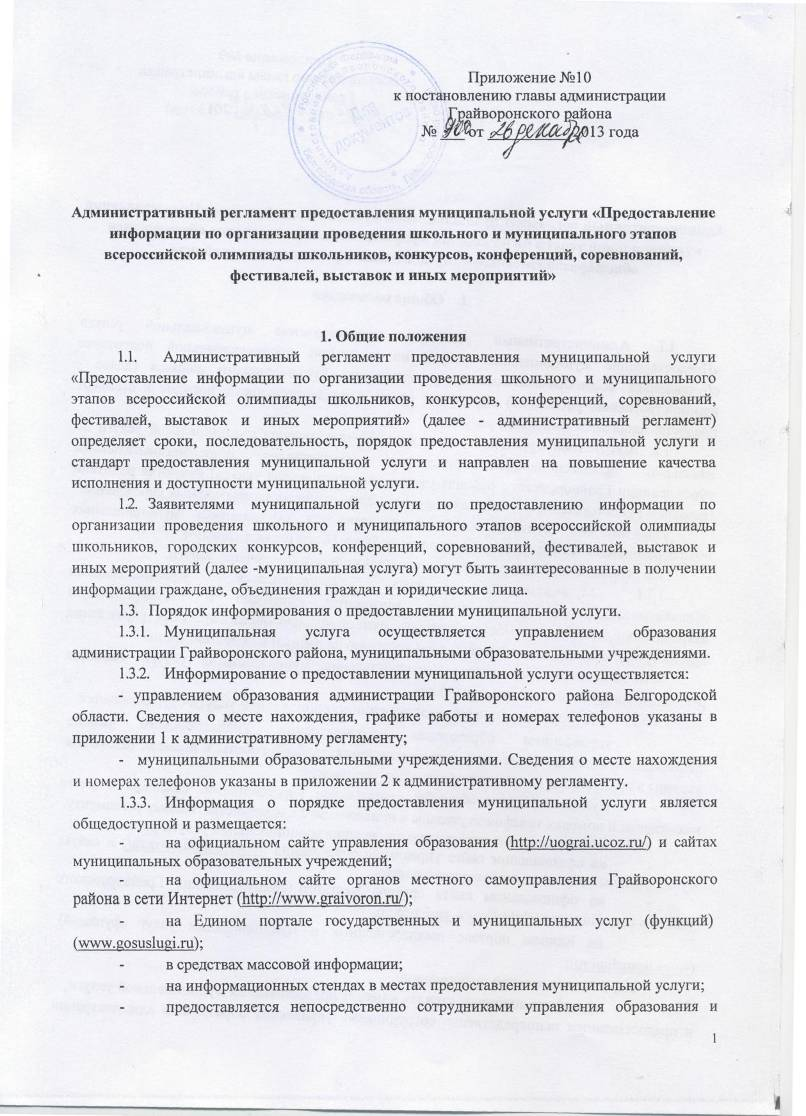 Приложение №10
к постановлению главы администрации
Грайворонского района
№ 900 от 26 декабря 2013 года
Для
документов
Административный регламент предоставления муниципальной услуги «Предоставление
информации по организации проведения школьного и муниципального этапов
всероссийской олимпиады школьников, конкурсов, конференций, соревнований,
фестивалей, выставок и иных мероприятий»
1. Общие положения
1.1. Административный регламент предоставления муниципальной услуги
«Предоставление информации по организации проведения школьного и муниципального
этапов всероссийской олимпиады школьников, конкурсов, конференций, соревнований,
фестивалей, выставок и иных мероприятий» (далее - административный регламент)
определяет сроки, последовательность, порядок предоставления муниципальной услуги и
стандарт предоставления муниципальной услуги и направлен на повышение качества
исполнения и доступности муниципальной услуги.
1.2. Заявителями муниципальной услуги по предоставлению информации по
организации проведения школьного и муниципального этапов всероссийской олимпиады
школьников, городских конкурсов, конференций, соревнований, фестивалей, выставок и
иных мероприятий (далее -муниципальная услуга) могут быть заинтересованные в получении
информации граждане, объединения граждан и юридические лица.
1.3. Порядок информирования о предоставлении муниципальной услуги.
1.3.1. Муниципальная услуга осуществляется управлением образования
администрации Грайворонского района, муниципальными образовательными учреждениями.
1.3.2. Информирование о предоставлении муниципальной услуги осуществляется:
- управлением образования администрации Грайворонского района Белгородской
области. Сведения о месте нахождения, графике работы и номерах телефонов указаны в
приложении 1 к административному регламенту;
- муниципальными образовательными учреждениями. Сведения о месте нахождения
и номерах телефонов указаны в приложении 2 к административному регламенту.
1.3.3. Информация о порядке предоставления муниципальной услуги является
общедоступной и размещается:
- на официальном сайте управления образования (http://uograi.ucoz.ru/) и сайтах
муниципальных образовательных учреждений;
- на официальном сайте органов местного самоуправления Грайворонского
района в сети Интернет (http://www.graivoron.ru/);
- на Едином портале государственных и муниципальных услуг (функций)
(www.gosuslugi.ru);
- в средствах массовой информации;
- на информационных стендах в местах предоставления муниципальной услуги;
- предоставляется непосредственно сотрудниками управления образования и
1